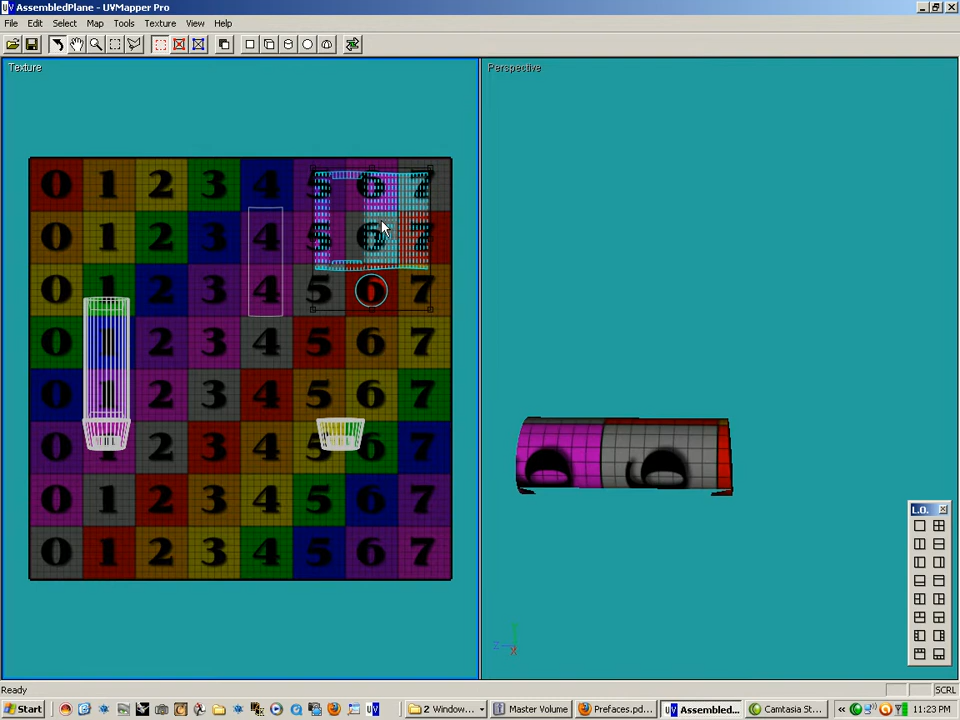 AssembledPlane - UVMapper Pro
File Edit Select Map Tools Texture View Help
Texture
Perspective
0 1 2 3 4 5 6 7
0 1 2 3 4 5 6 7
0 1 2 3 4 5 6 7
0 1 2 3 4 5 6 7
0 1 2 3 4 5 6 7
0 1 2 3 4 5 6 7
0 1 2 3 4 5 6 7
0 1 2 3 4 5 6 7
L.O.
Z
X
Ready
SCRL
Start
2 Window...
Master Volume
Prefaces.pd...
Assembled...
Camtasia St...
11:23 PM